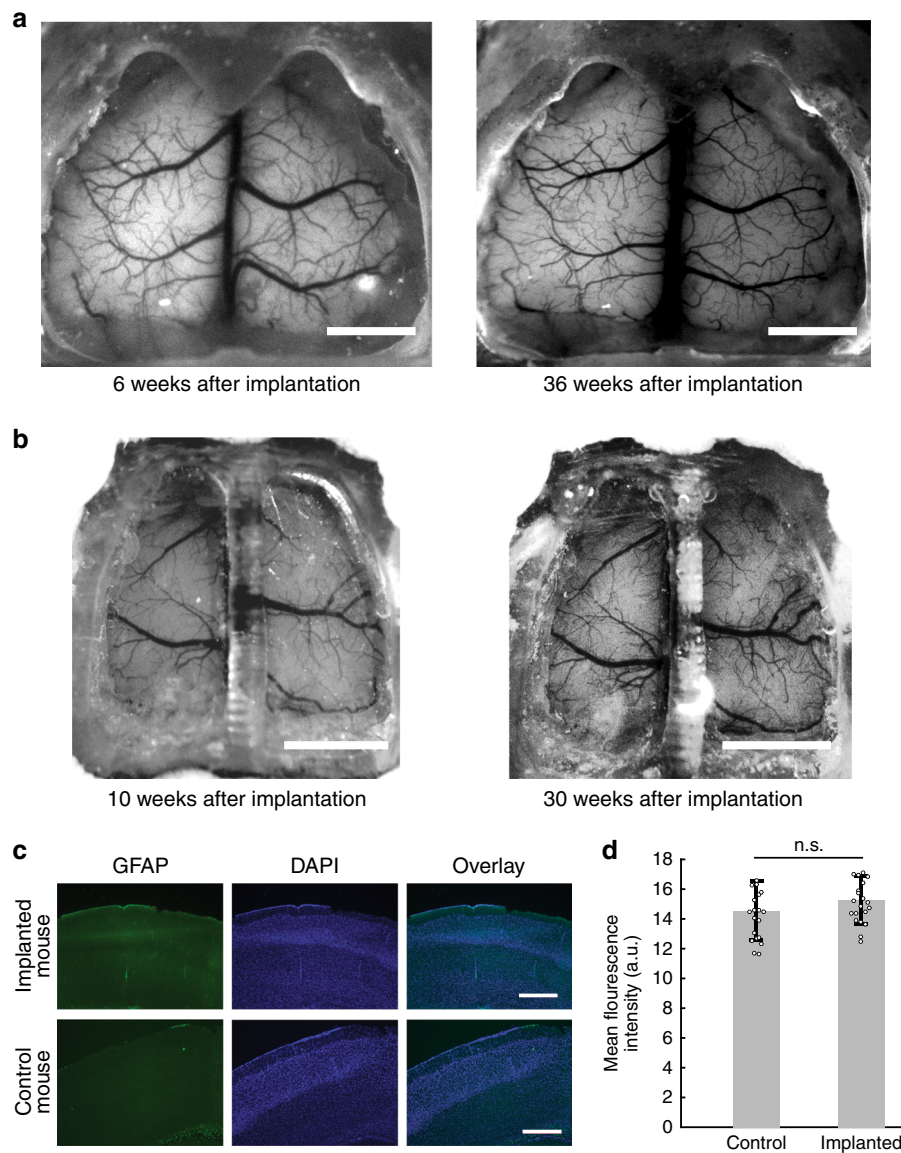 a
6 weeks after implantation
36 weeks after implantation
b
10 weeks after implantation
30 weeks after implantation
c
GFAP
DAPI
Overlay
Implanted
mouse
Control
mouse
d
n.s.
18
16
14
12
10
8
6
4
2
0
Mean flourescence
intensity (a.u.)
Control
Implanted